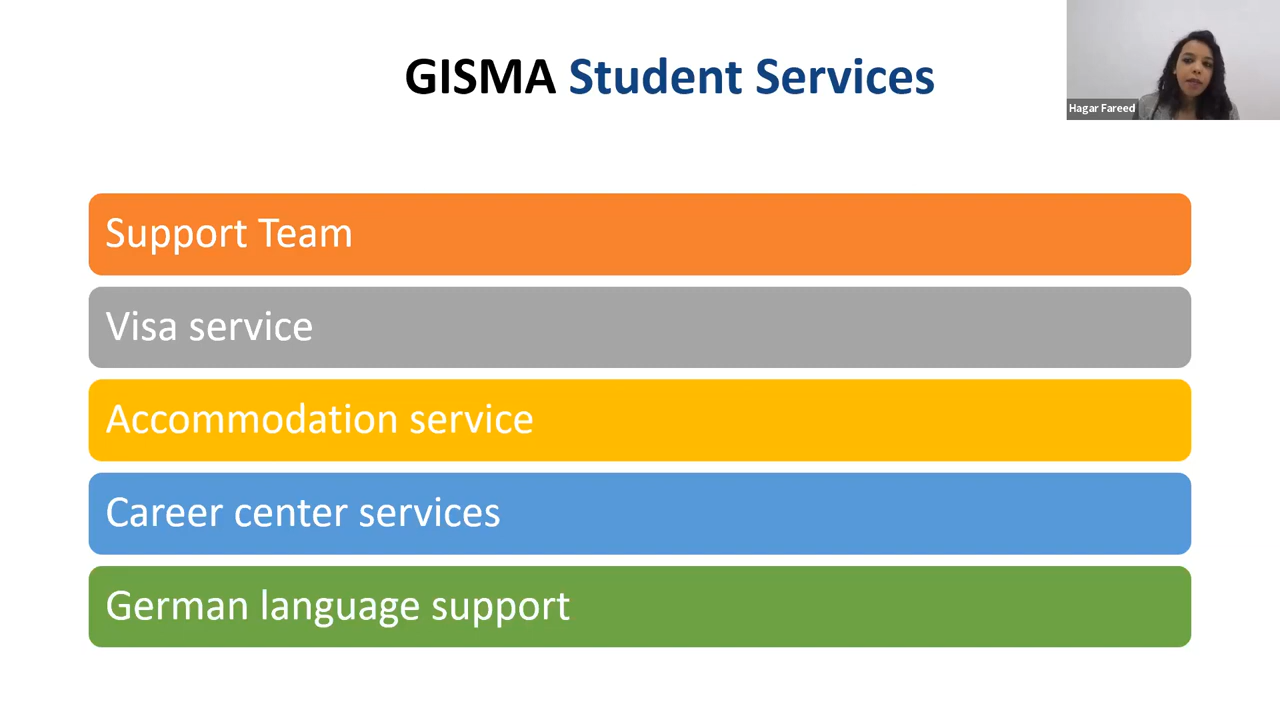 GISMA Student Services
Hagar Fareed
Support Team
Visa service
Accommodation service
Career center services
German language support